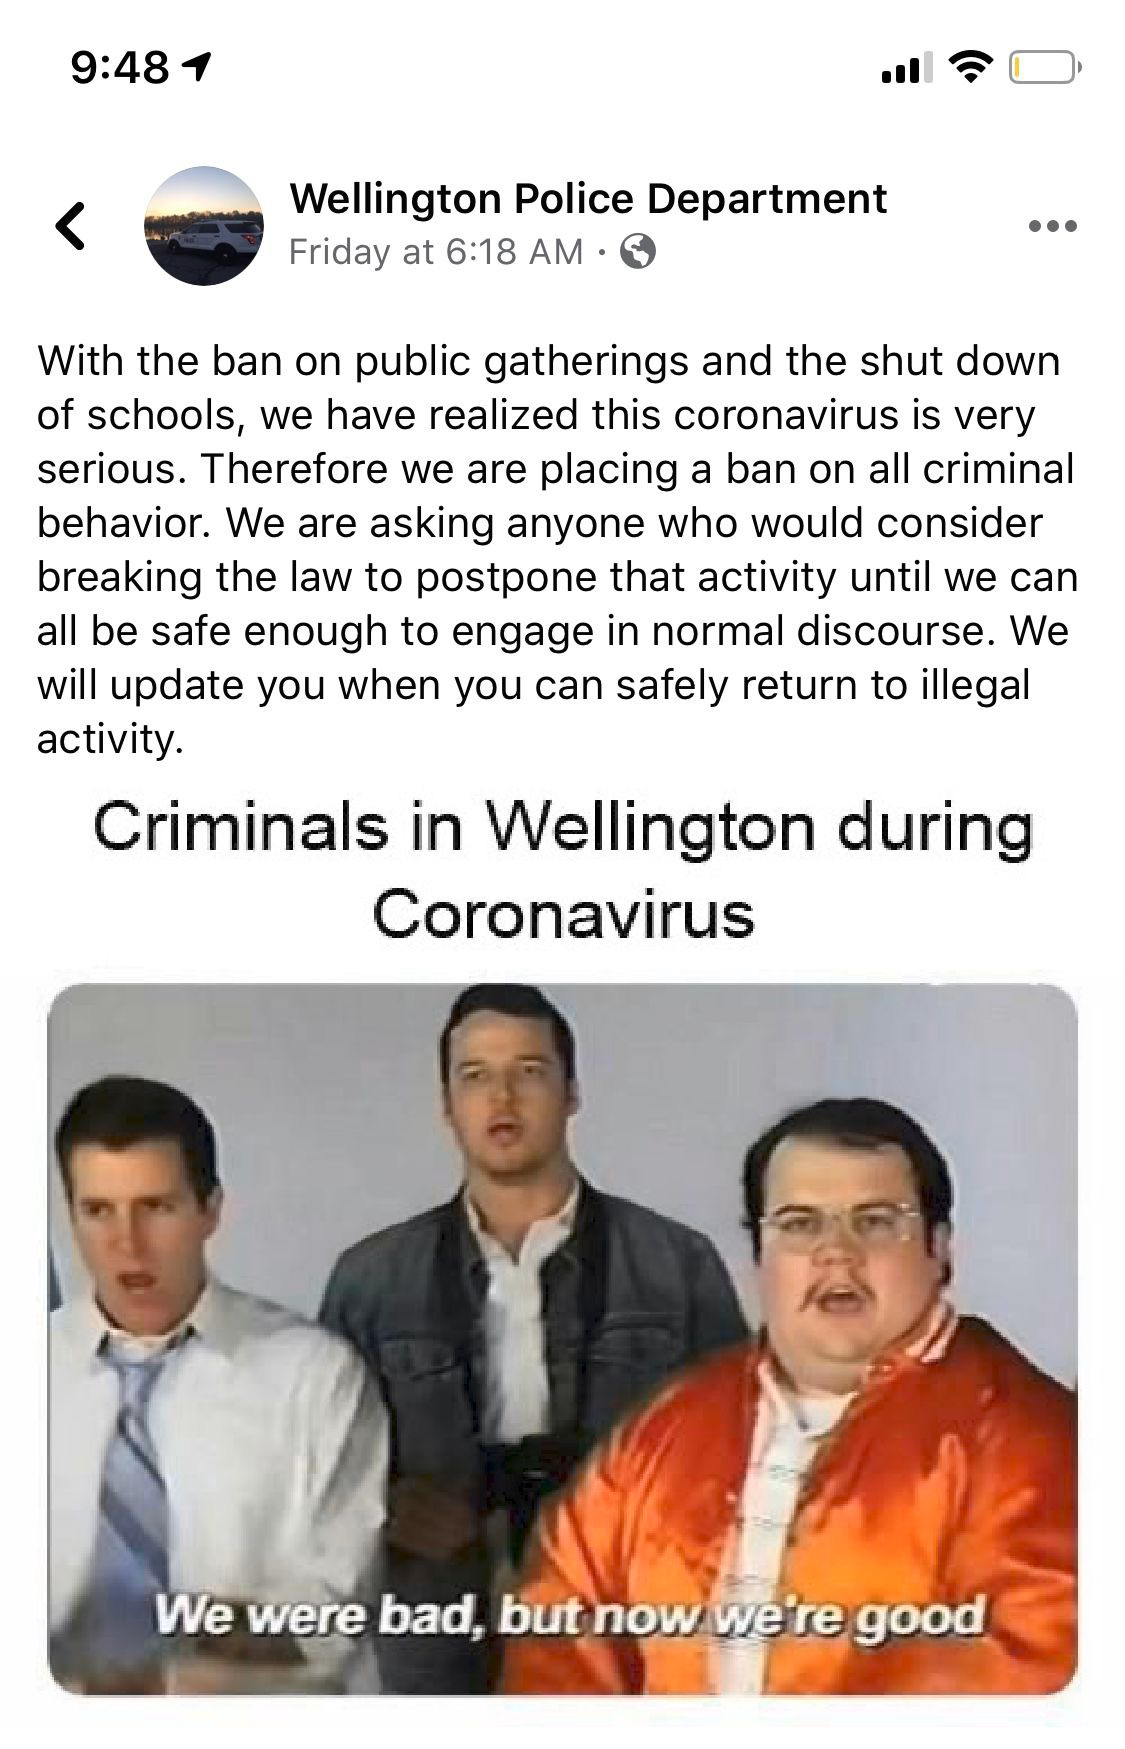 9:48
Wellington Police Department
Friday at 6:18 AM ·
With the ban on public gatherings and the shut down
of schools, we have realized this coronavirus is very
serious. Therefore we are placing a ban on all criminal
behavior. We are asking anyone who would consider
breaking the law to postpone that activity until we can
all be safe enough to engage in normal discourse. We
will update you when you can safely return to illegal
activity.
Criminals in Wellington during
Coronavirus
We were bad, but now we're good